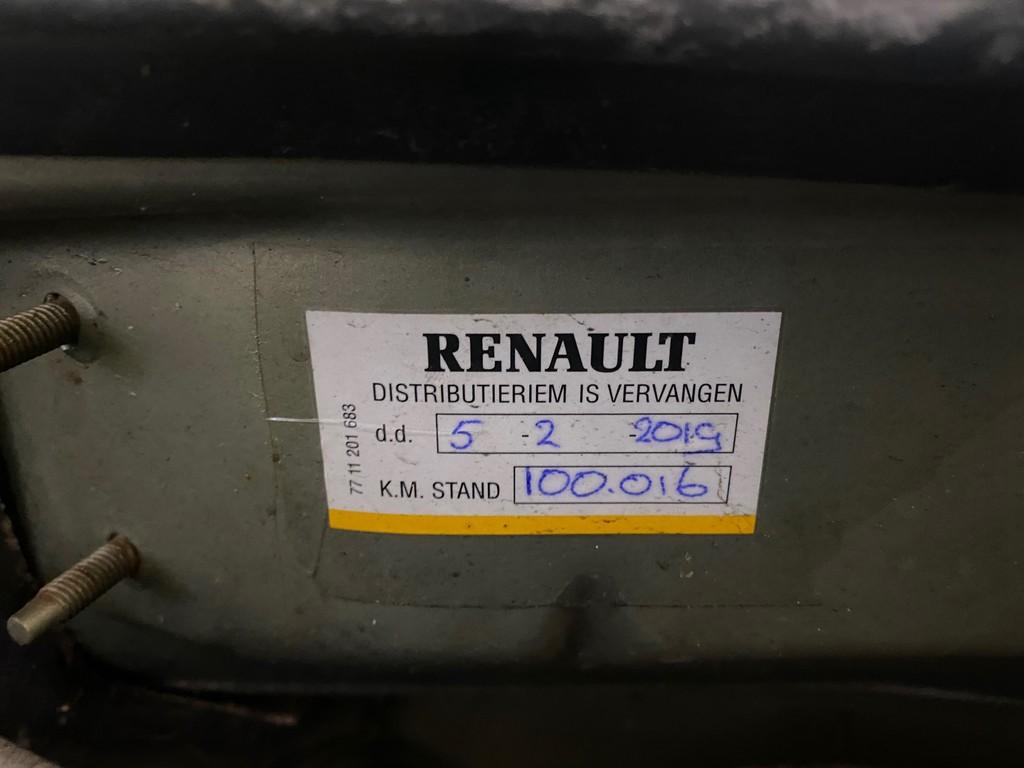 RENAULT
DISTRIBUTIERIEM IS VERVANGEN
d.d. 5 - 2 - 2019
K.M. STAND 100.016
77 11 201 683